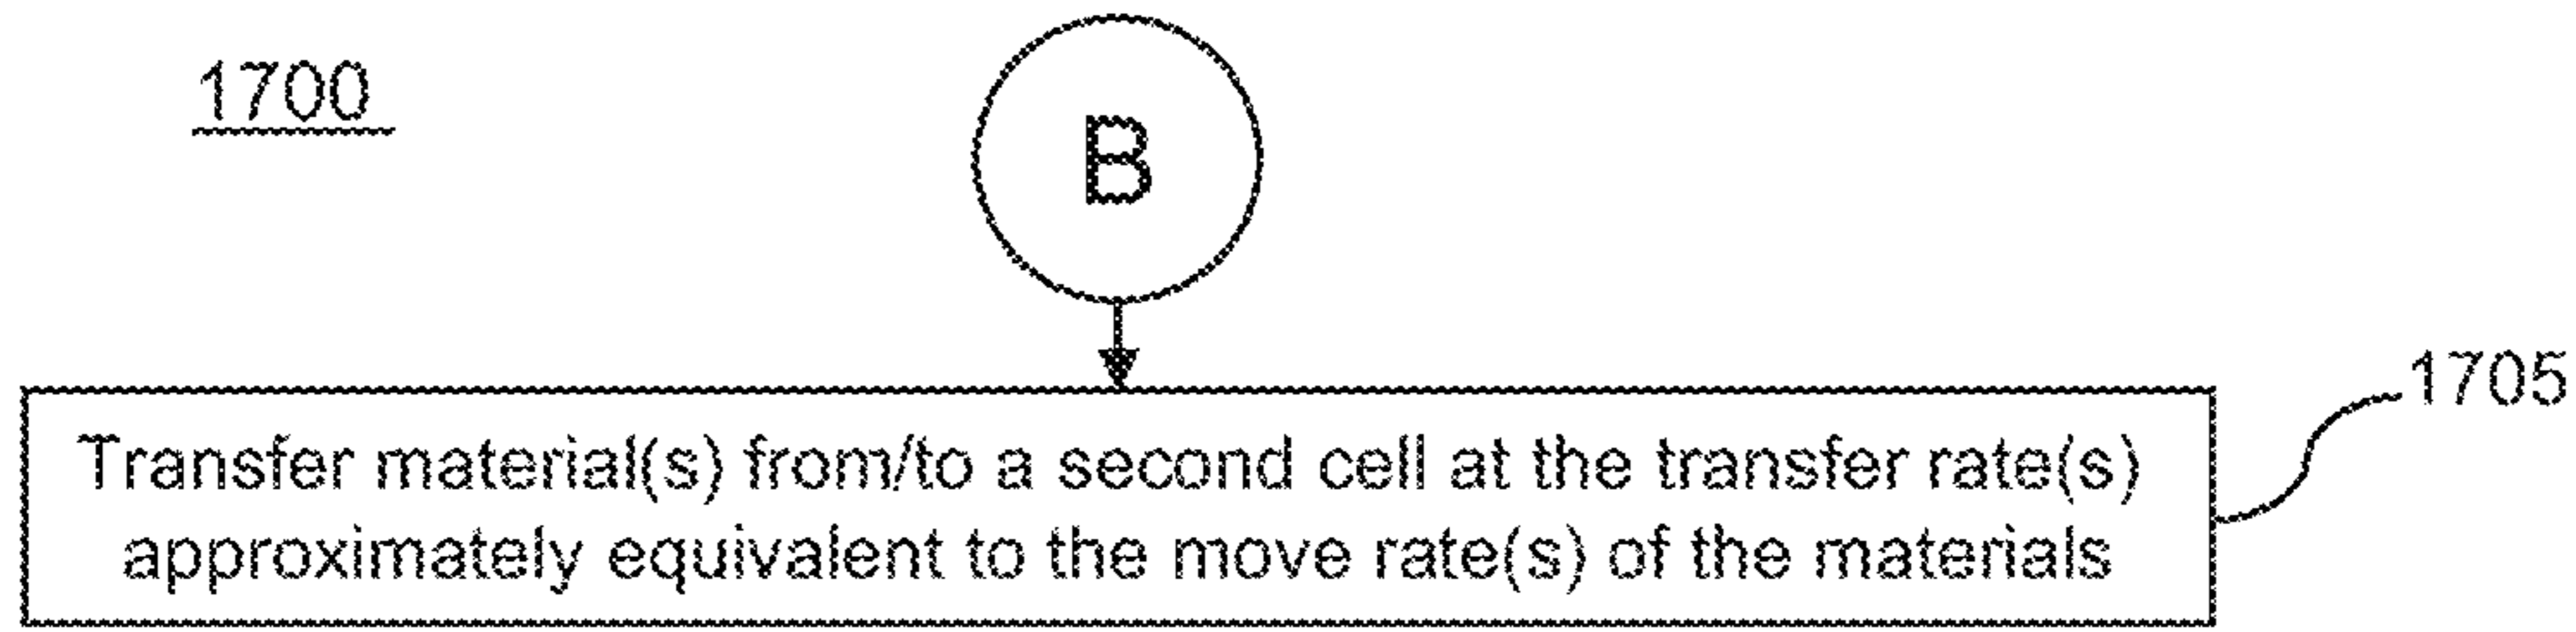 1700
B
1705
Transfer material(s) from/to a second cell at the transfer rate(s)
approximately equivalent to the move rate(s) of the materials